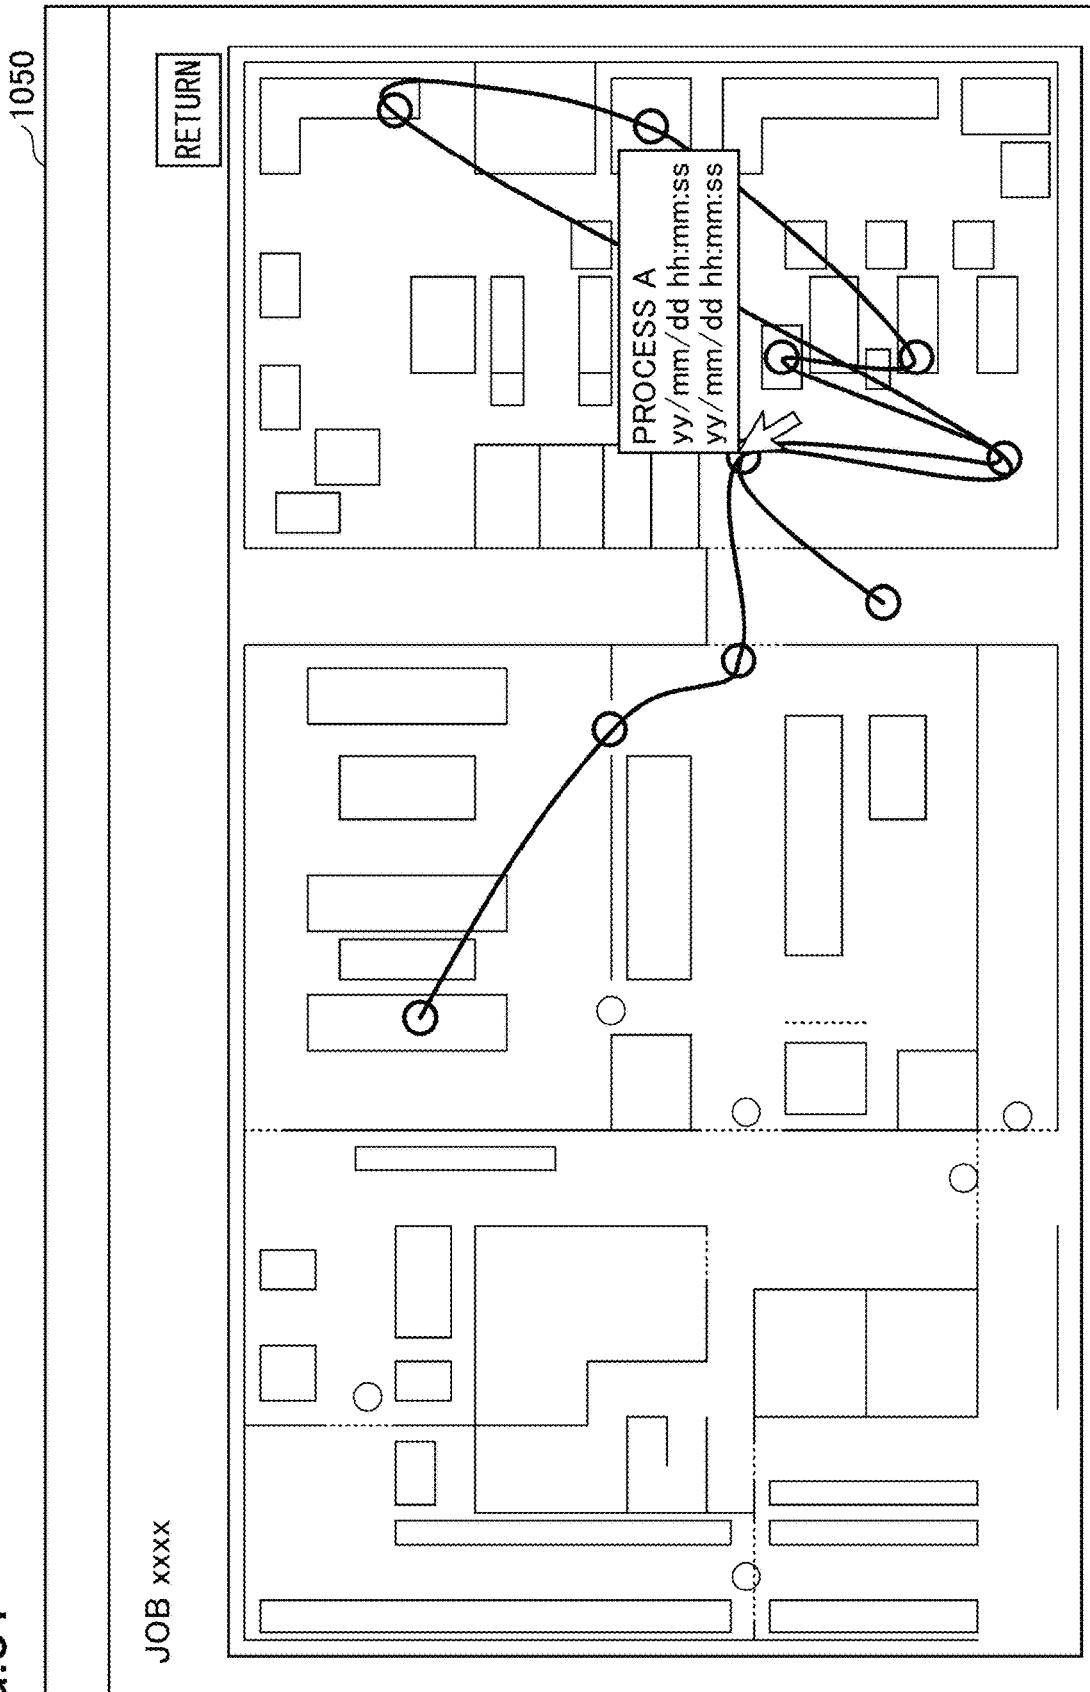 1050
JOB xxxx
RETURN
PROCESS A
yy/mm/dd hh:mm:ss
yy/mm/dd hh:mm:ss